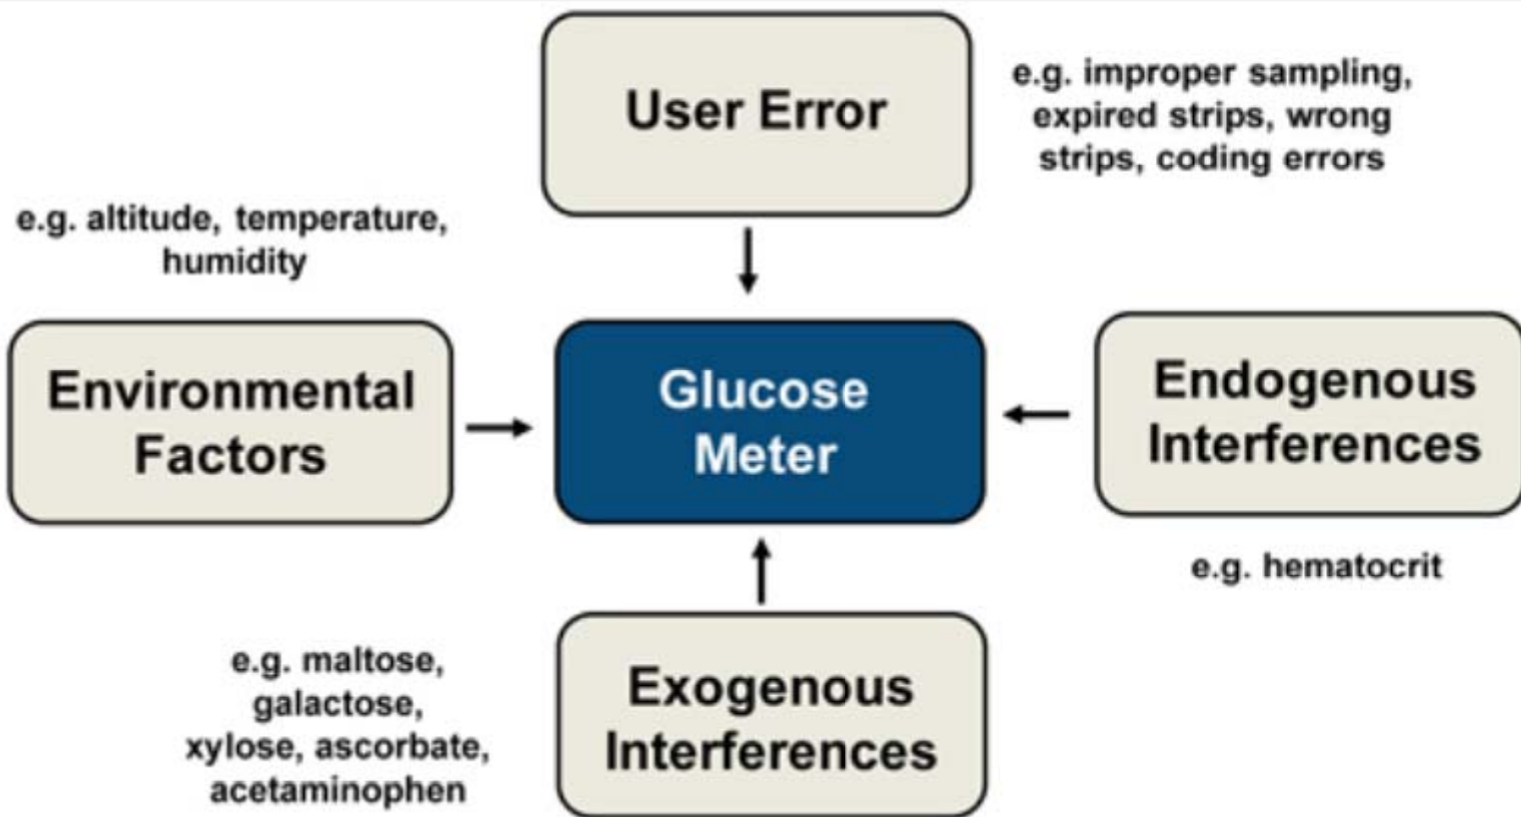 User Error
e.g. improper sampling,
expired strips, wrong
strips, coding errors
e.g. altitude, temperature,
humidity
Environmental
Factors
Glucose
Meter
Endogenous
Interferences
e.g. hematocrit
e.g. maltose,
galactose,
xylose, ascorbate,
acetaminophen
Exogenous
Interferences